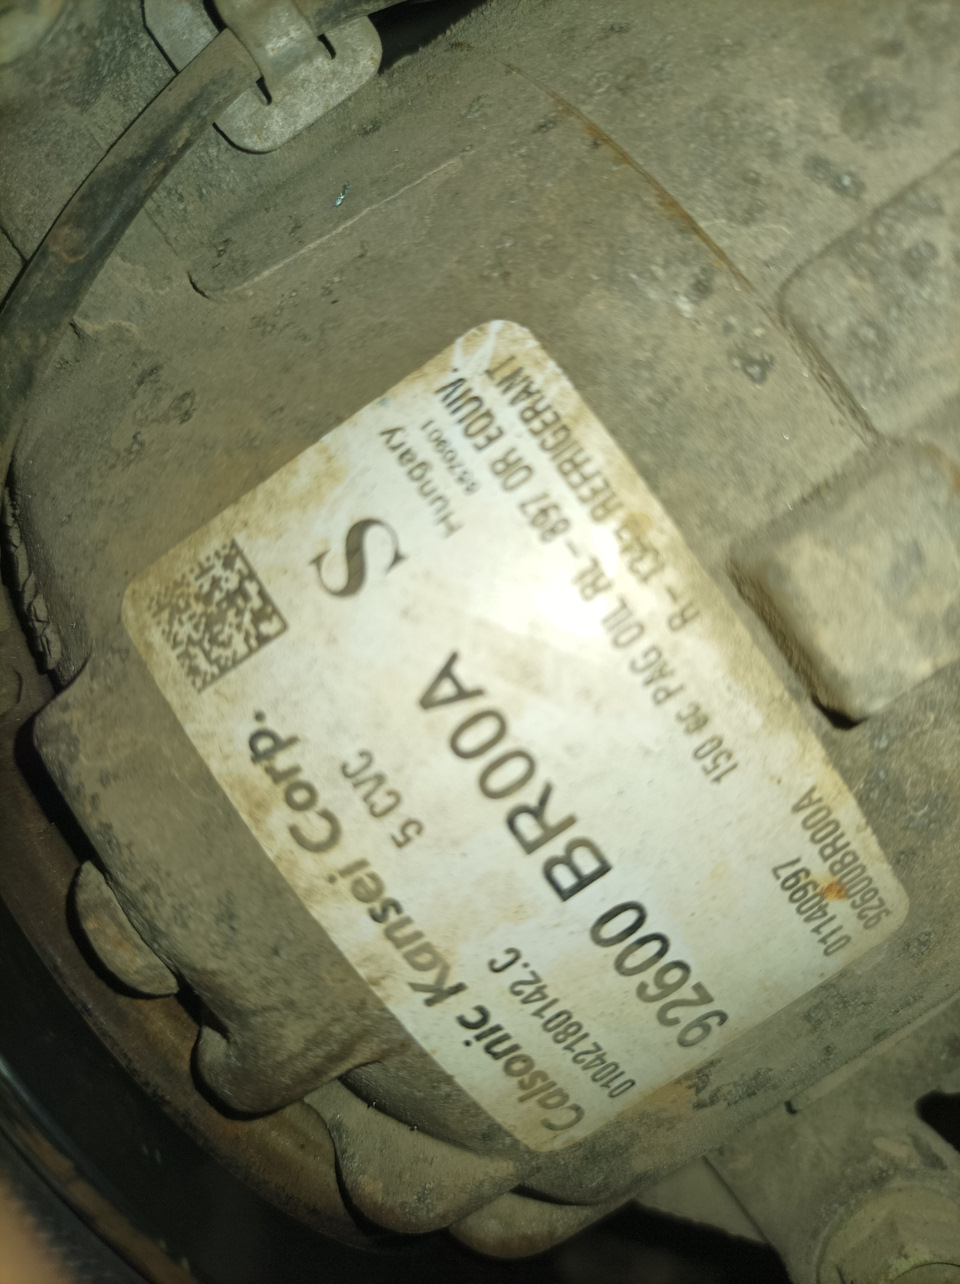 Calsonic Kansei Corp.
01042180142.C 5 CVC
S Hungary
92600 BR00A
150 cc PAG OIL RL-897 OR EQUIV.
R-134a REFRIGERANT
01140997
92600BR00A